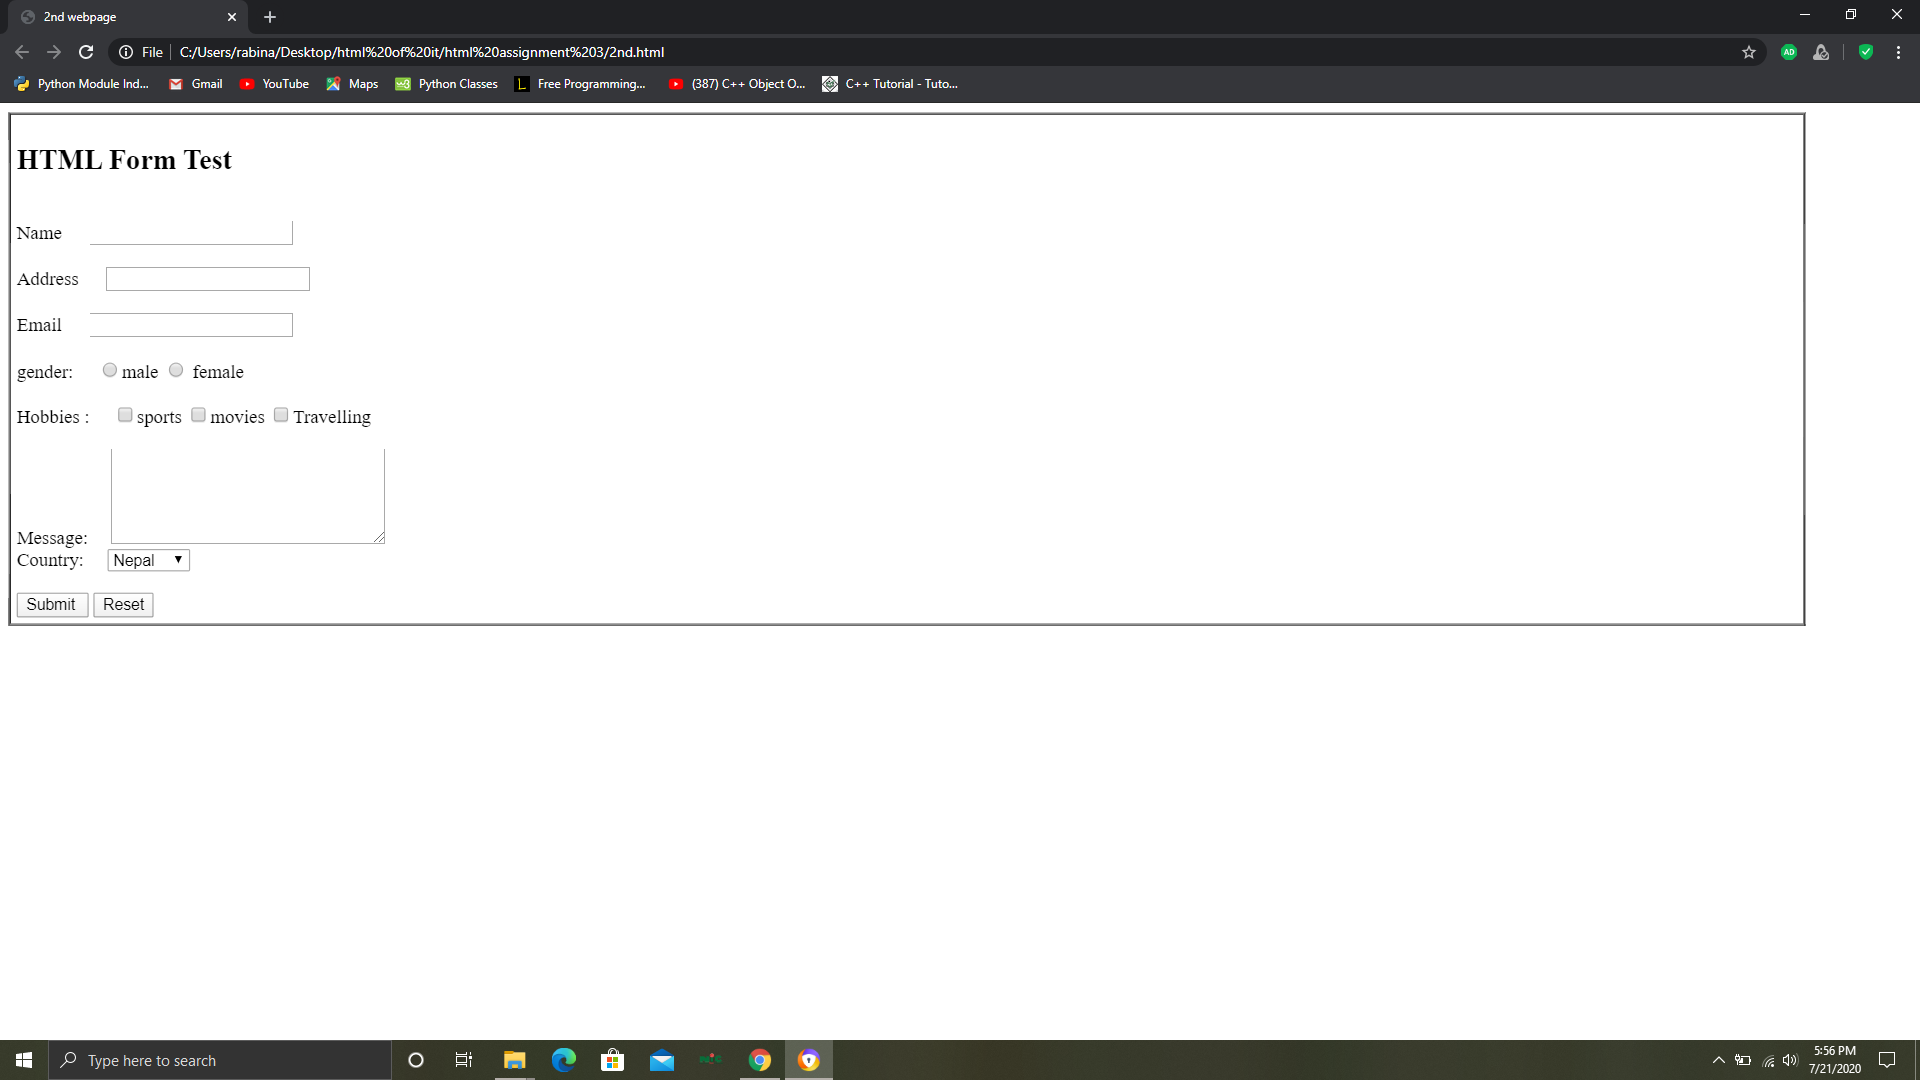 2nd webpage
File C:/Users/rabina/Desktop/html%20of%20it/html%20assignment%203/2nd.html
AD
Python Module Ind... Gmail YouTube Maps Python Classes Free Programming... (387) C++ Object O... C++ Tutorial - Tuto...
HTML Form Test
Name
Address
Email
gender: male female
Hobbies : sports movies Travelling
Message:
Country: Nepal
Submit Reset
Type here to search
5:56 PM
7/21/2020